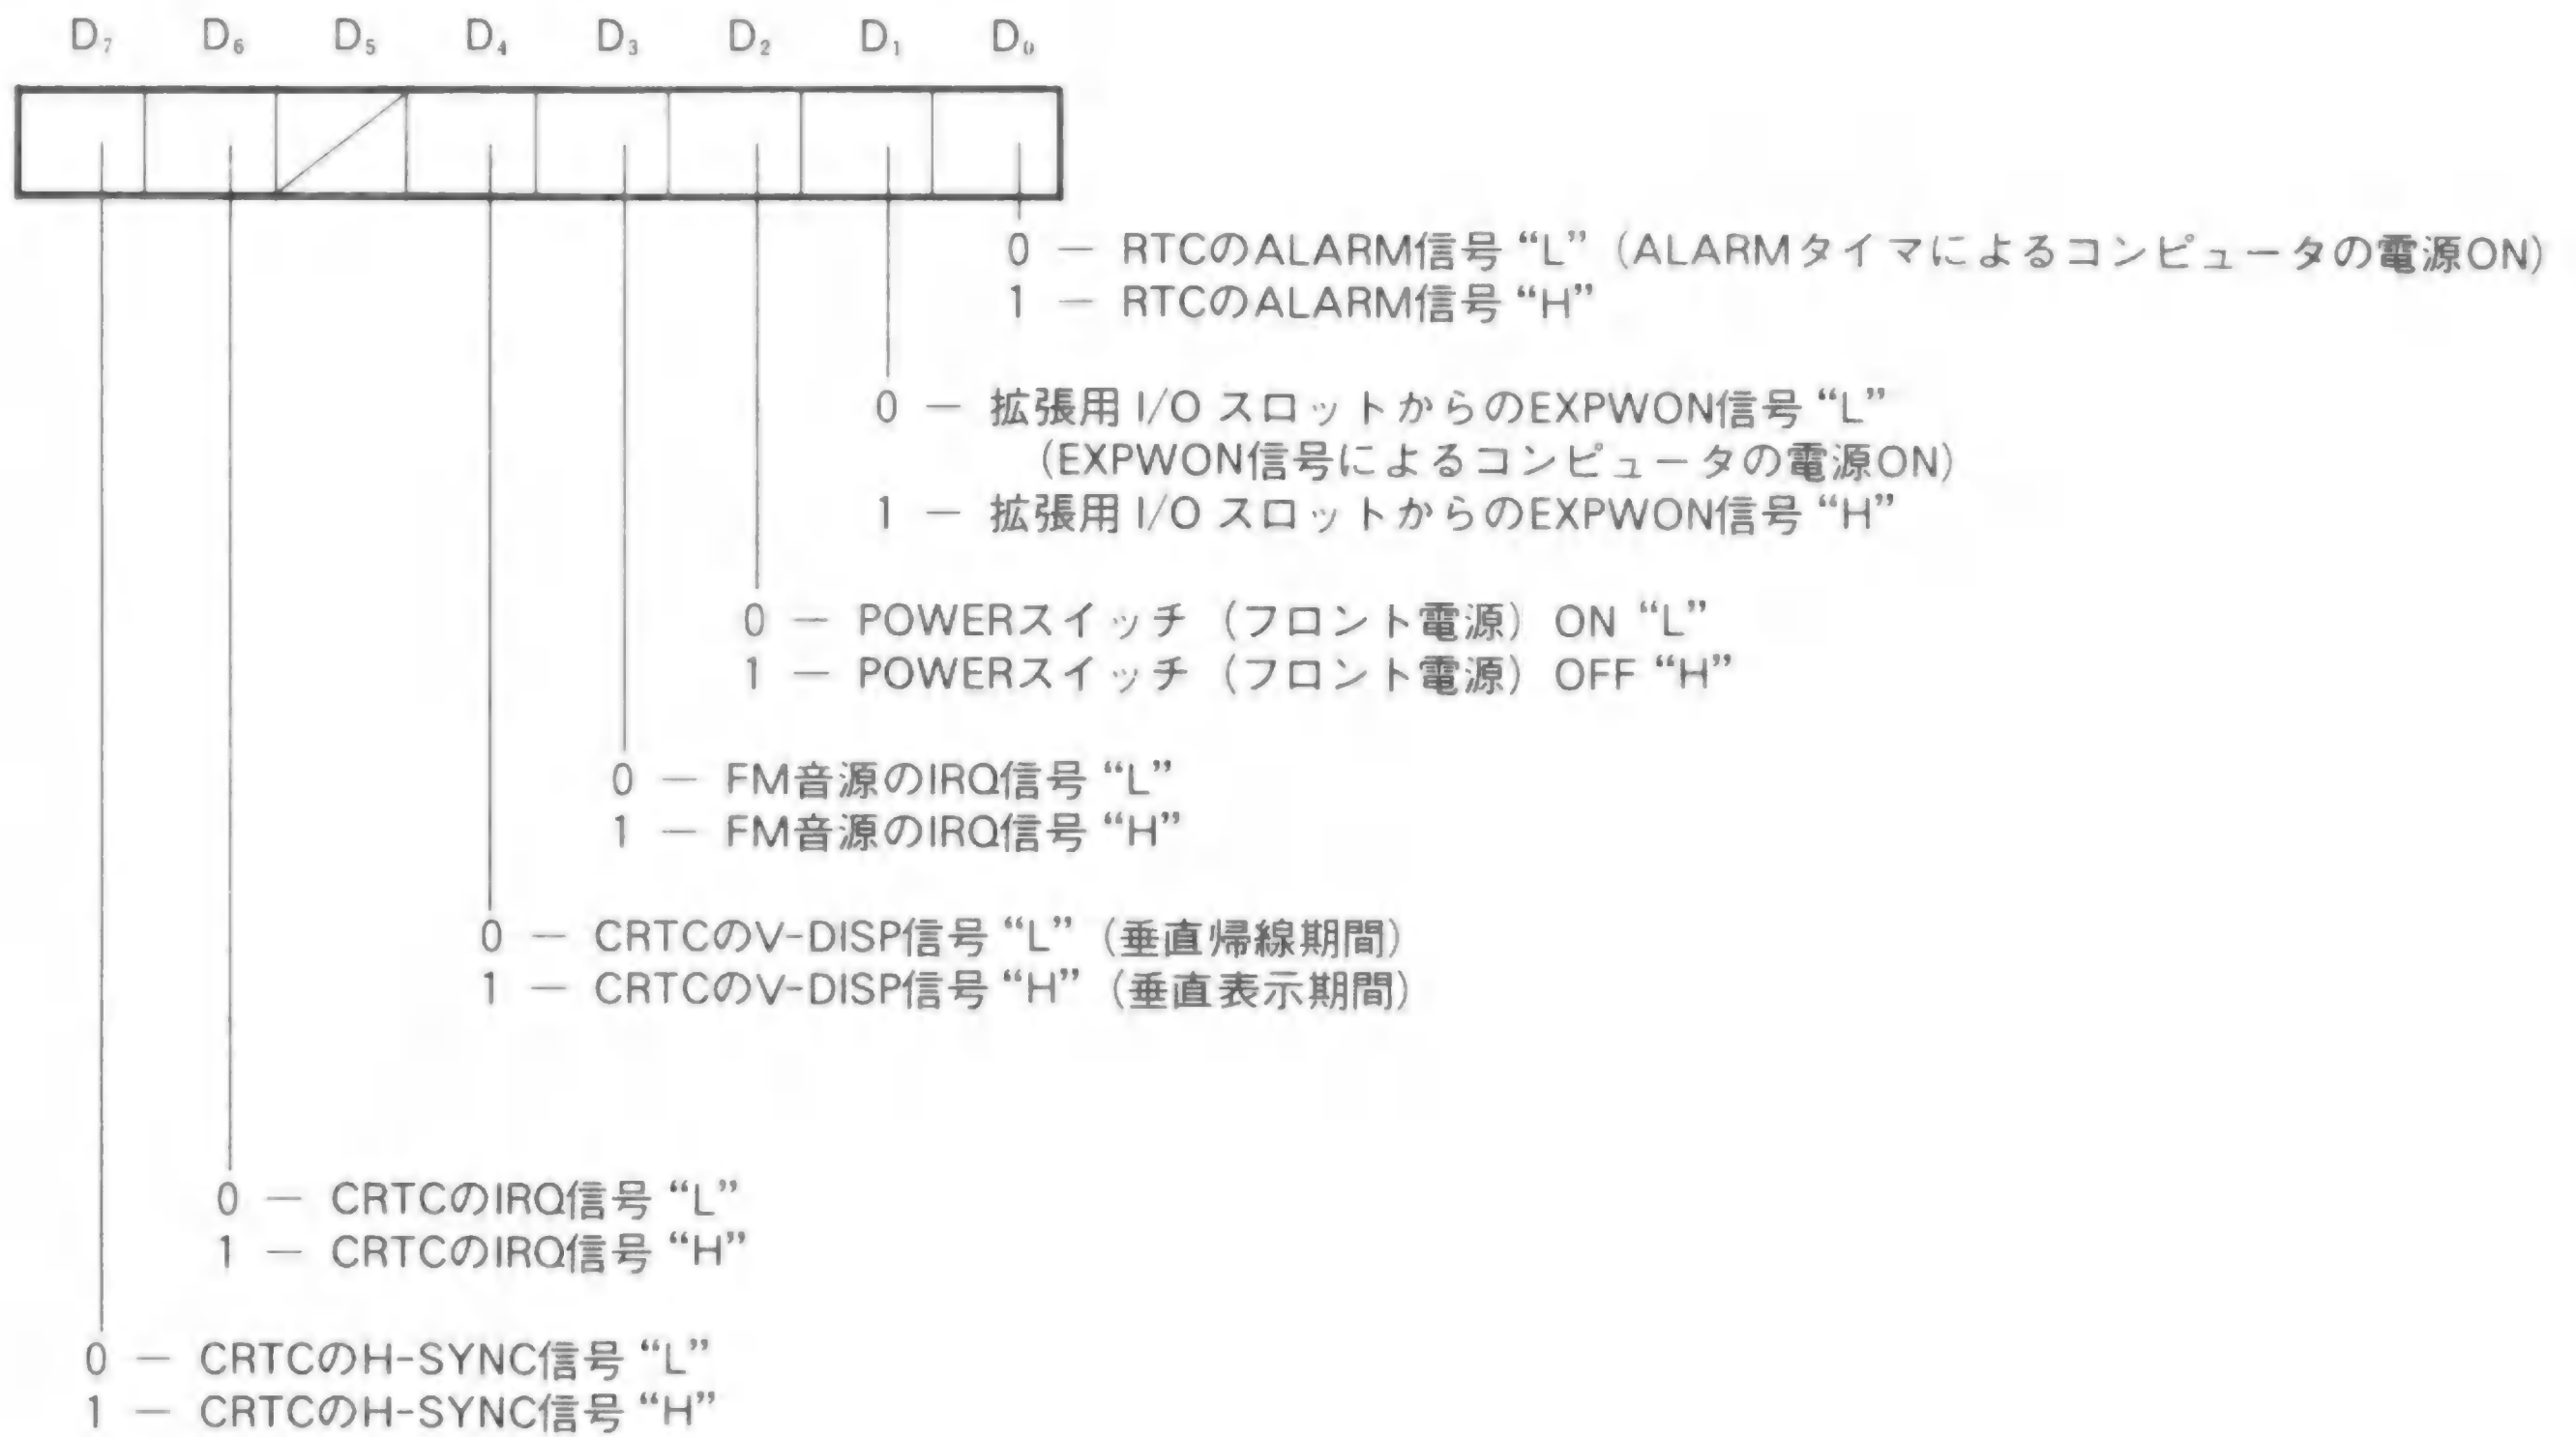 D₇ D₆ D₅ D₄ D₃ D₂ D₁ D₀
0 — RTCのALARM信号“L”（ALARMタイマによるコンピュータの電源ON）
1 — RTCのALARM信号“H”
0 — 拡張用 I/O スロットからのEXPWON信号“L”
（EXPWON信号によるコンピュータの電源ON）
1 — 拡張用 I/O スロットからのEXPWON信号“H”
0 — POWERスイッチ（フロント電源）ON “L”
1 — POWERスイッチ（フロント電源）OFF “H”
0 — FM音源のIRQ信号“L”
1 — FM音源のIRQ信号“H”
0 — CRTCのV-DISP信号“L”（垂直帰線期間）
1 — CRTCのV-DISP信号“H”（垂直表示期間）
0 — CRTCのIRQ信号“L”
1 — CRTCのIRQ信号“H”
0 — CRTCのH-SYNC信号“L”
1 — CRTCのH-SYNC信号“H”